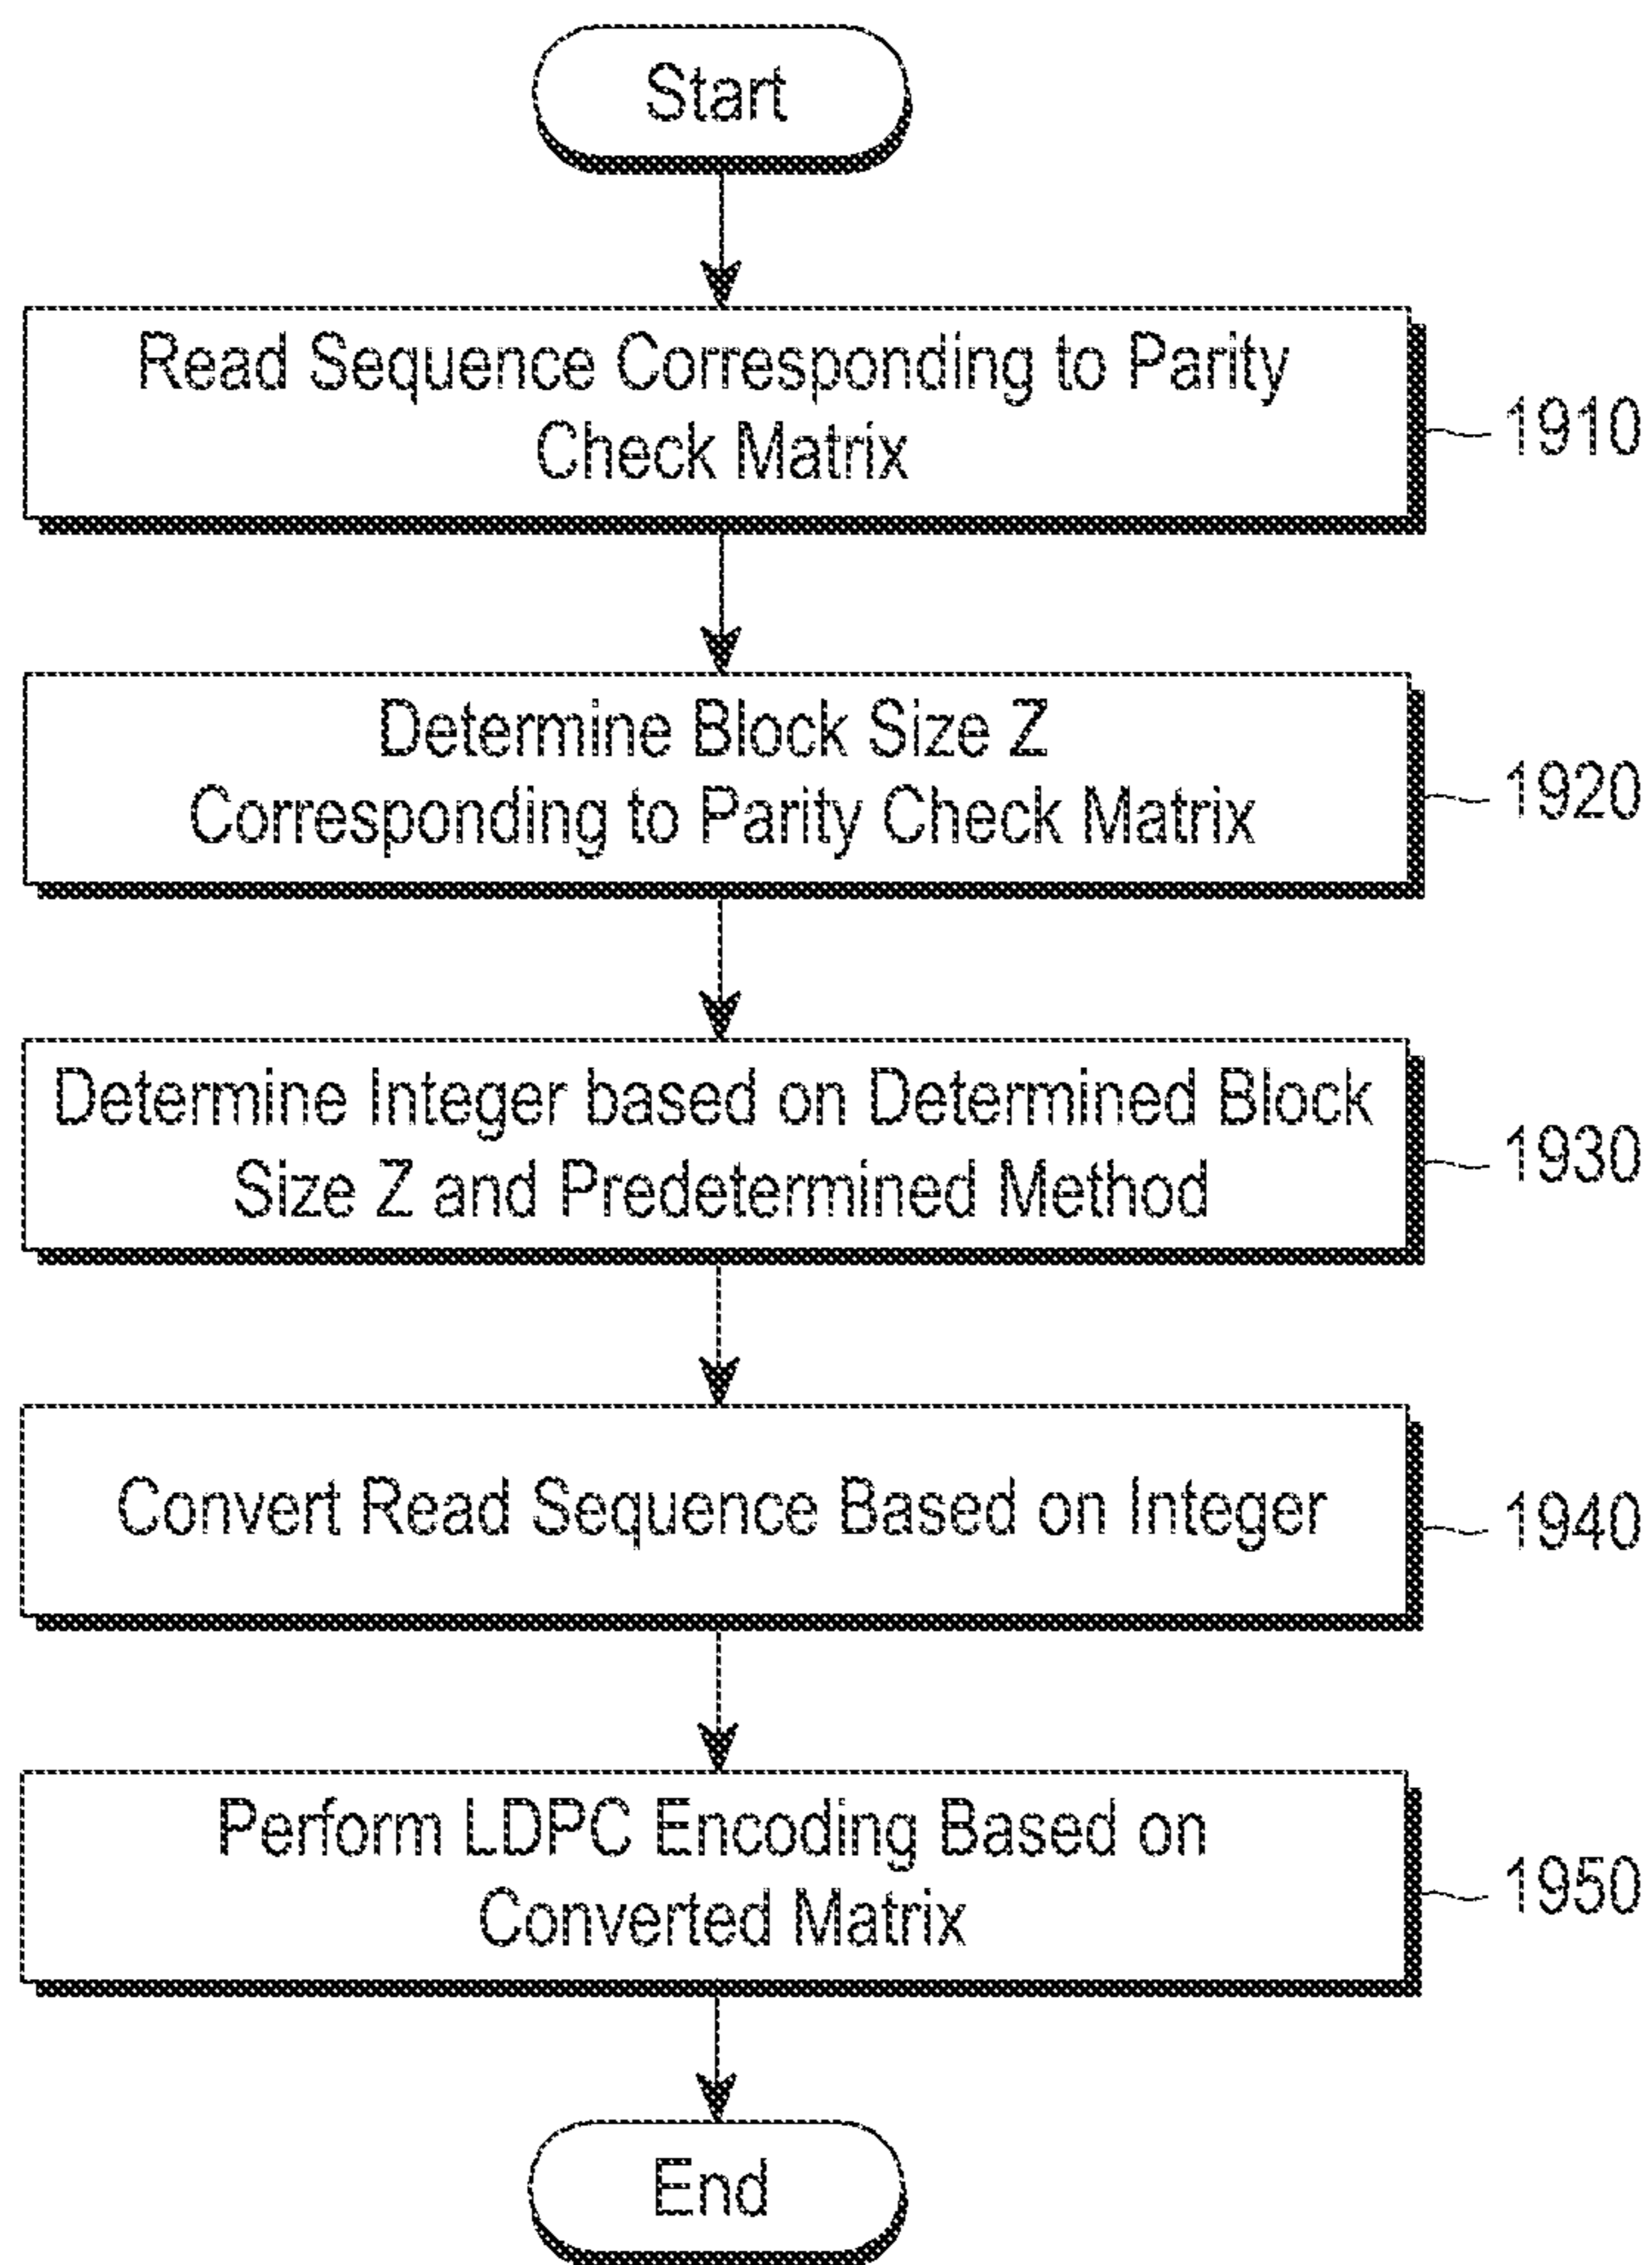 Start
Read Sequence Corresponding to Parity
Check Matrix
1910
Determine Block Size Z
Corresponding to Parity Check Matrix
1920
Determine Integer based on Determined Block
Size Z and Predetermined Method
1930
Convert Read Sequence Based on Integer
1940
Perform LDPC Encoding Based on
Converted Matrix
1950
End